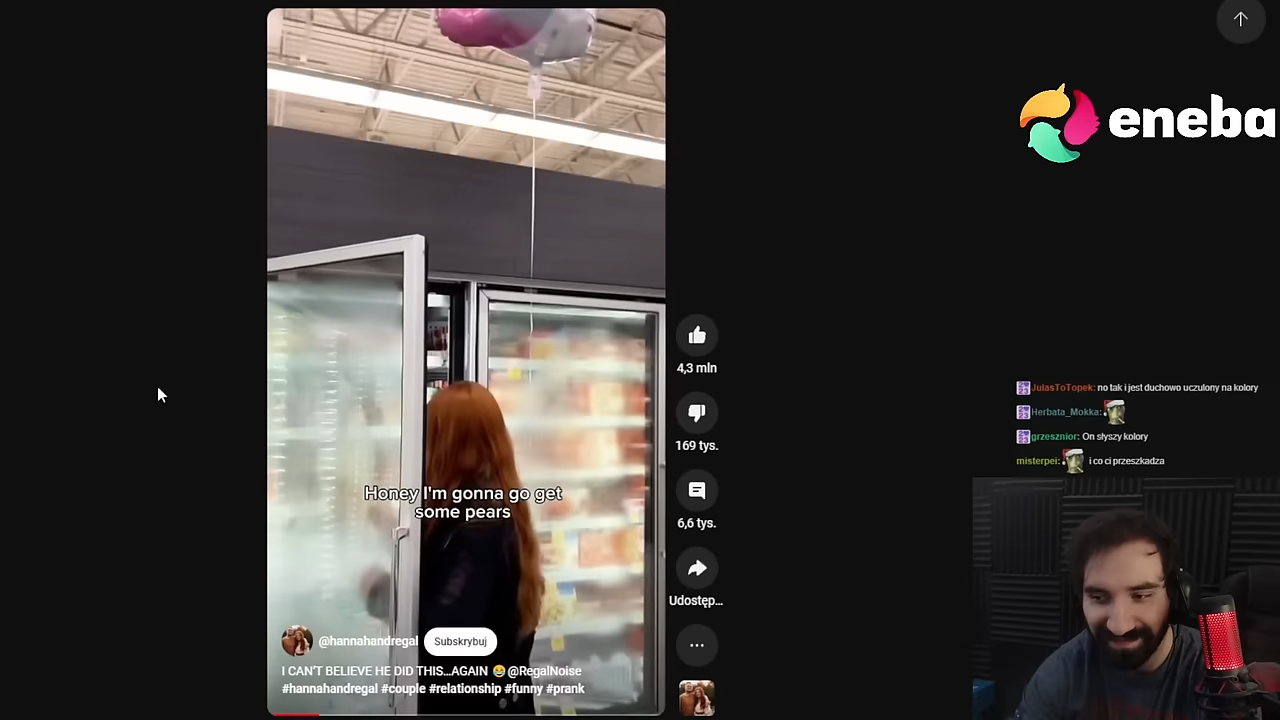 eneba
4,3 mln
169 tys.
6,6 tys.
Udostęp...
Honey I'm gonna go get
some pears
@hannahandregal
Subskrybuj
I CAN'T BELIEVE HE DID THIS...AGAIN 😂 @RegalNoise
#hannahandregal #couple #relationship #funny #prank
JulasToTopek: no tak i jest duchowo uczulony na kolory
Herbata_Mokka:
grzesznior: On słyszy kolory
misterpei: i co ci przeszkadza